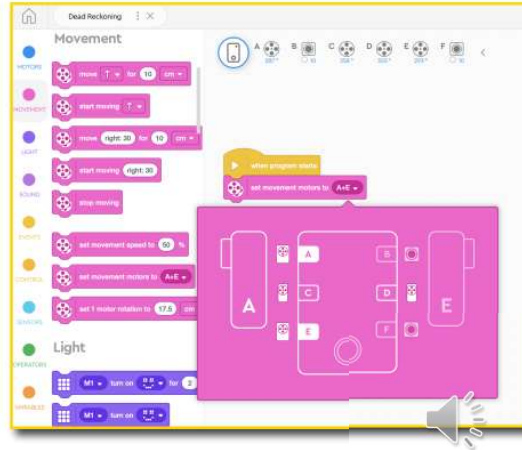 Dead Reckoning
Movement
A B C D E F
MOTORS
MOVEMENT
LIGHT
SOUND
EVENTS
CONTROL
SENSORS
OPERATORS
VARIABLES
move ↑ for 10 cm
start moving ↑
move right: 30 for 10 cm
start moving right: 30
stop moving
set movement speed to 50 %
set movement motors to A+E
set 1 motor rotation to 17.5 cm
Light
M1 turn on for 2
M1 turn on
when program starts
set movement motors to A+E
A B
C D
E F
A
E